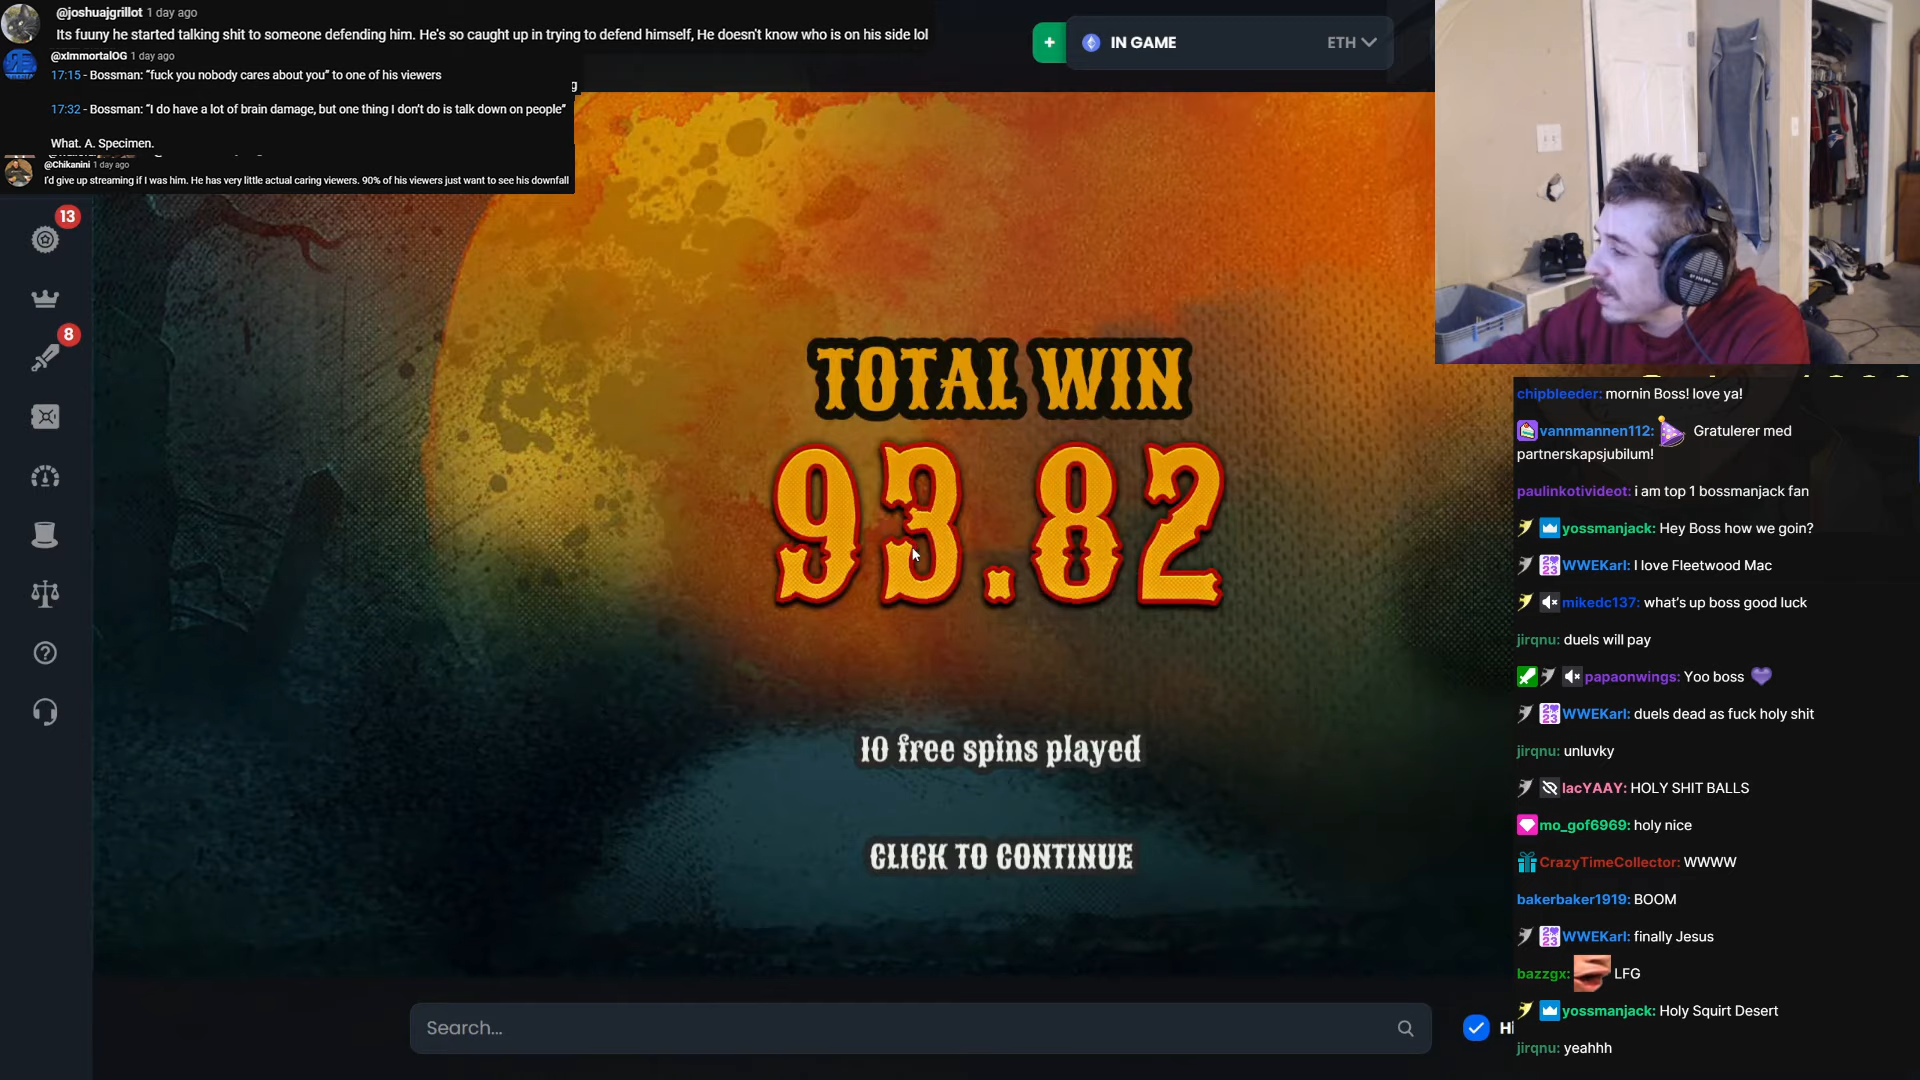 @joshuajgrillot 1 day ago
Its fuuny he started talking shit to someone defending him. He's so caught up in trying to defend himself, He doesn't know who is on his side lol
@xImmortalOG 1 day ago
17:15 - Bossman: “fuck you nobody cares about you” to one of his viewers
17:32 - Bossman: “I do have a lot of brain damage, but one thing I don’t do is talk down on people”
What. A. Specimen.
@Chikanini 1 day ago
I'd give up streaming if I was him. He has very little actual caring viewers. 90% of his viewers just want to see his downfall
IN GAME
ETH
13
8
TOTAL WIN
93.82
10 free spins played
CLICK TO CONTINUE
Search...
chipbleeder: mornin Boss! love ya!
vannmannen112: Gratulerer med
partnerskapsjubilum!
paulinkotivideot: i am top 1 bossmanjack fan
yossmanjack: Hey Boss how we goin?
WWEKarl: I love Fleetwood Mac
mikedc137: what's up boss good luck
jirqnu: duels will pay
papaonwings: Yoo boss
WWEKarl: duels dead as fuck holy shit
jirqnu: unluvky
lacYAAY: HOLY SHIT BALLS
mo_gof6969: holy nice
CrazyTimeCollector: WWWW
bakerbaker1919: BOOM
WWEKarl: finally Jesus
bazzgx: LFG
yossmanjack: Holy Squirt Desert
jirqnu: yeahhh